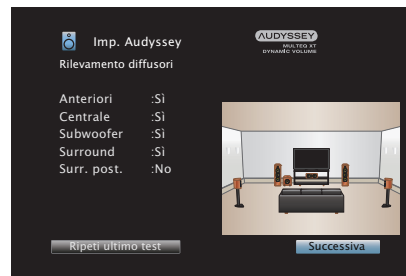 Imp. Audyssey
AUDYSSEY
MULTEQ XT
DYNAMIC VOLUME
Rilevamento diffusori
Anteriori :Sì
Centrale :Sì
Subwoofer :Sì
Surround :Sì
Surr. post. :No
Ripeti ultimo test
Successiva